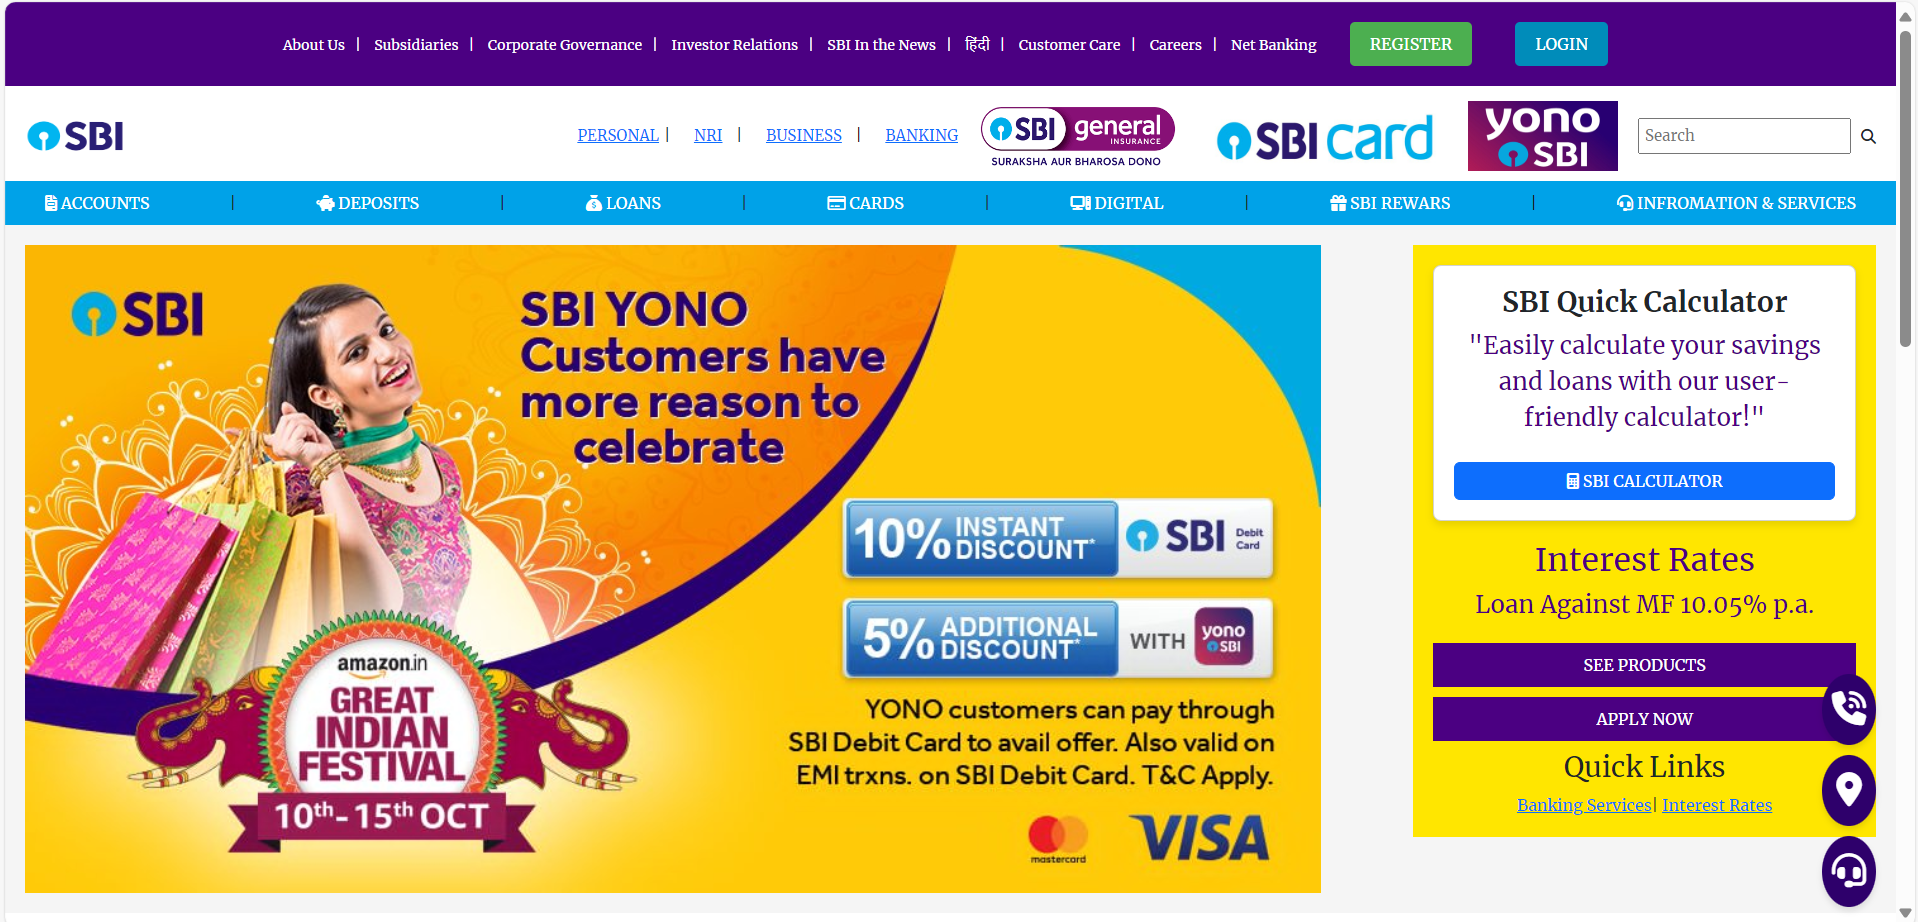 About Us | Subsidiaries | Corporate Governance | Investor Relations | SBI In the News | हिंदी | Customer Care | Careers | Net Banking REGISTER LOGIN
SBI
PERSONAL | NRI | BUSINESS | BANKING
SBI general
INSURANCE
SURAKSHA AUR BHAROSA DONO
SBI card
yono
SBI
Search
ACCOUNTS | DEPOSITS | LOANS | CARDS | DIGITAL | SBI REWARS | INFROMATION & SERVICES
SBI
SBI YONO
Customers have
more reason to
celebrate
10% INSTANT
DISCOUNT*
SBI Debit
Card
5% ADDITIONAL
DISCOUNT*
WITH yono
SBI
amazon.in
GREAT
INDIAN
FESTIVAL
10th-15th OCT
YONO customers can pay through
SBI Debit Card to avail offer. Also valid on
EMI trxns. on SBI Debit Card. T&C Apply.
mastercard
VISA
SBI Quick Calculator
"Easily calculate your savings
and loans with our user-
friendly calculator!"
SBI CALCULATOR
Interest Rates
Loan Against MF 10.05% p.a.
SEE PRODUCTS
APPLY NOW
Quick Links
Banking Services| Interest Rates